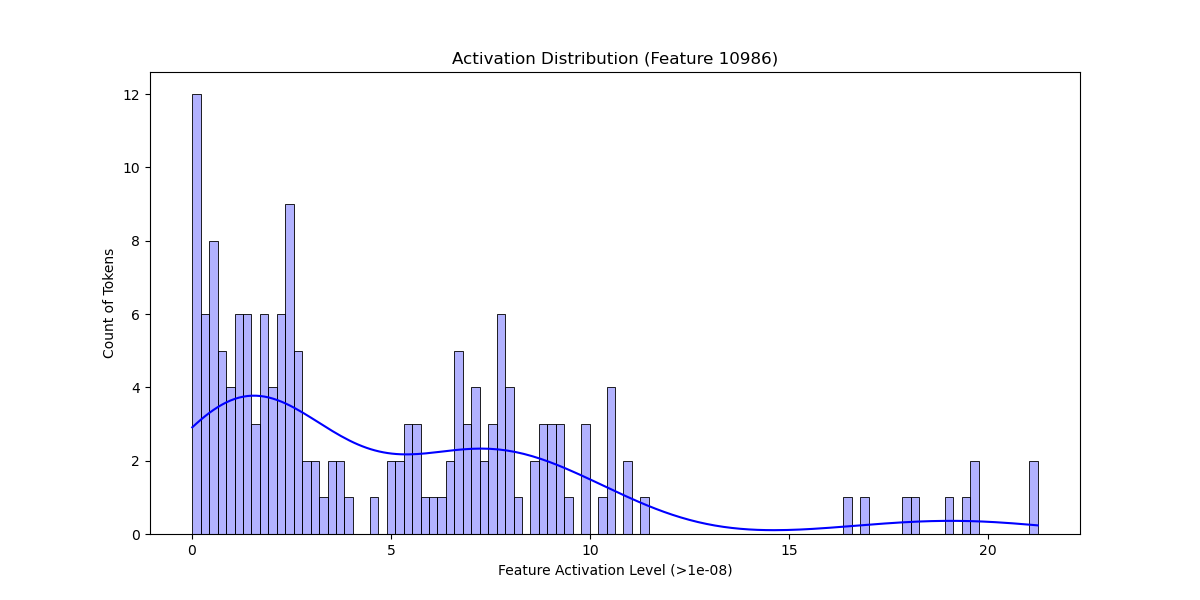 Activation Distribution (Feature 10986)
12
10
8
6
4
2
0
Count of Tokens
0 5 10 15 20
Feature Activation Level (>1e-08)